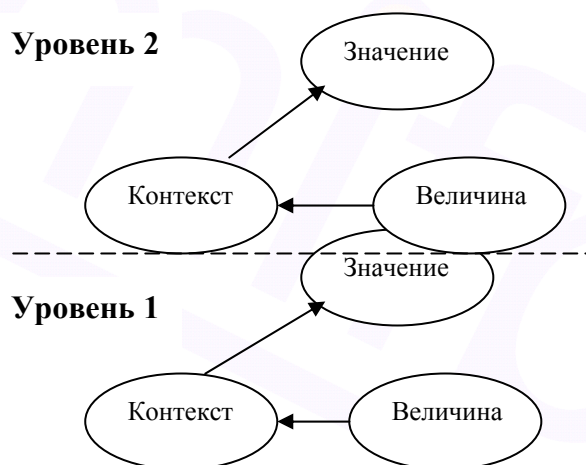 Уровень 2
Значение
Контекст
Величина
Значение
Уровень 1
Контекст
Величина